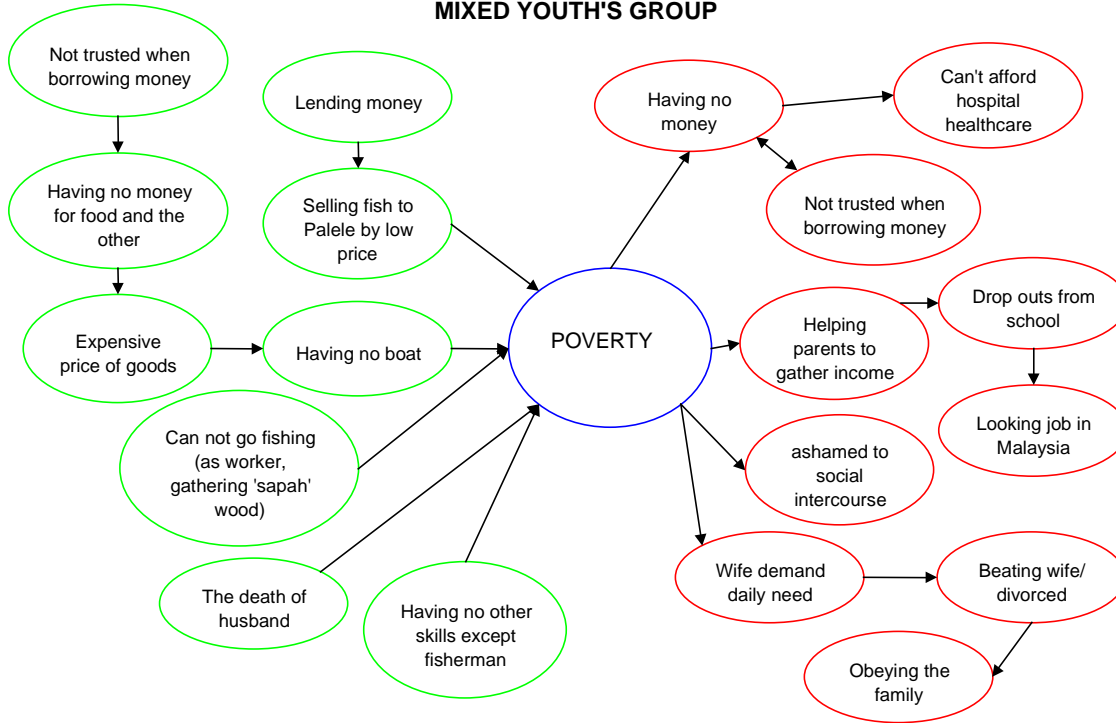 MIXED YOUTH'S GROUP
Not trusted when
borrowing money
Lending money
Having no
money
Can't afford
hospital
healthcare
Having no money
for food and the
other
Selling fish to
Palele by low
price
Not trusted when
borrowing money
Expensive
price of goods
Having no boat
POVERTY
Helping
parents to
gather income
Drop outs from
school
Can not go fishing
(as worker,
gathering 'sapah'
wood)
ashamed to
social
intercourse
Looking job in
Malaysia
The death of
husband
Having no other
skills except
fisherman
Wife demand
daily need
Beating wife/
divorced
Obeying the
family